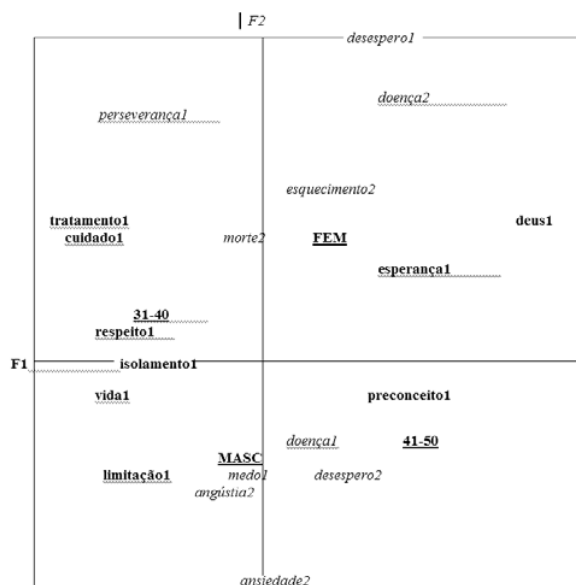 F2
desespero1
doença2
perseverança1
esquecimento2
tratamento1
deus1
cuidado1
morte2
FEM
esperança1
31-40
respeito1
F1
isolamento1
vida1
preconceito1
doença1
41-50
MASC
limitação1
medo1
desespero2
angústia2
ansiedade2